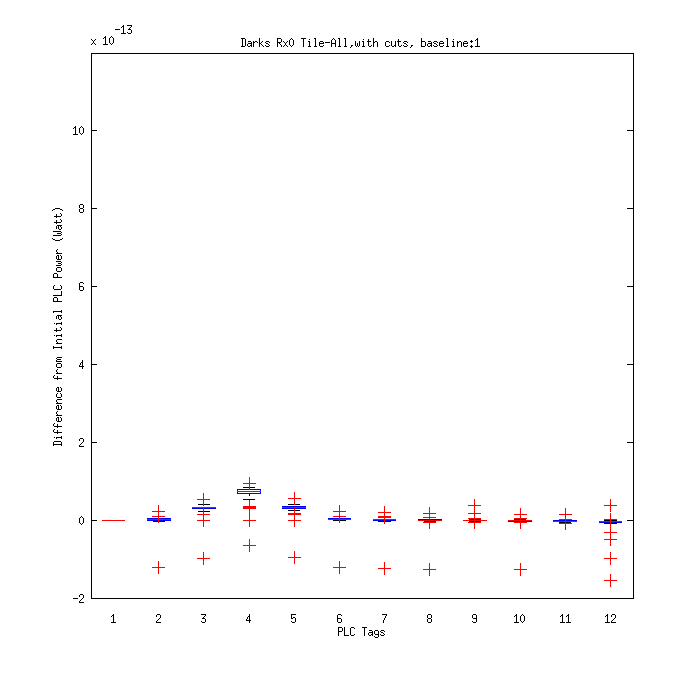 x 10-13
Darks Rx0 Tile-All,with cuts, baseline:1
10
8
6
4
2
0
-2
Difference from Initial PLC Power (Watt)
1 2 3 4 5 6 7 8 9 10 11 12
PLC Tags